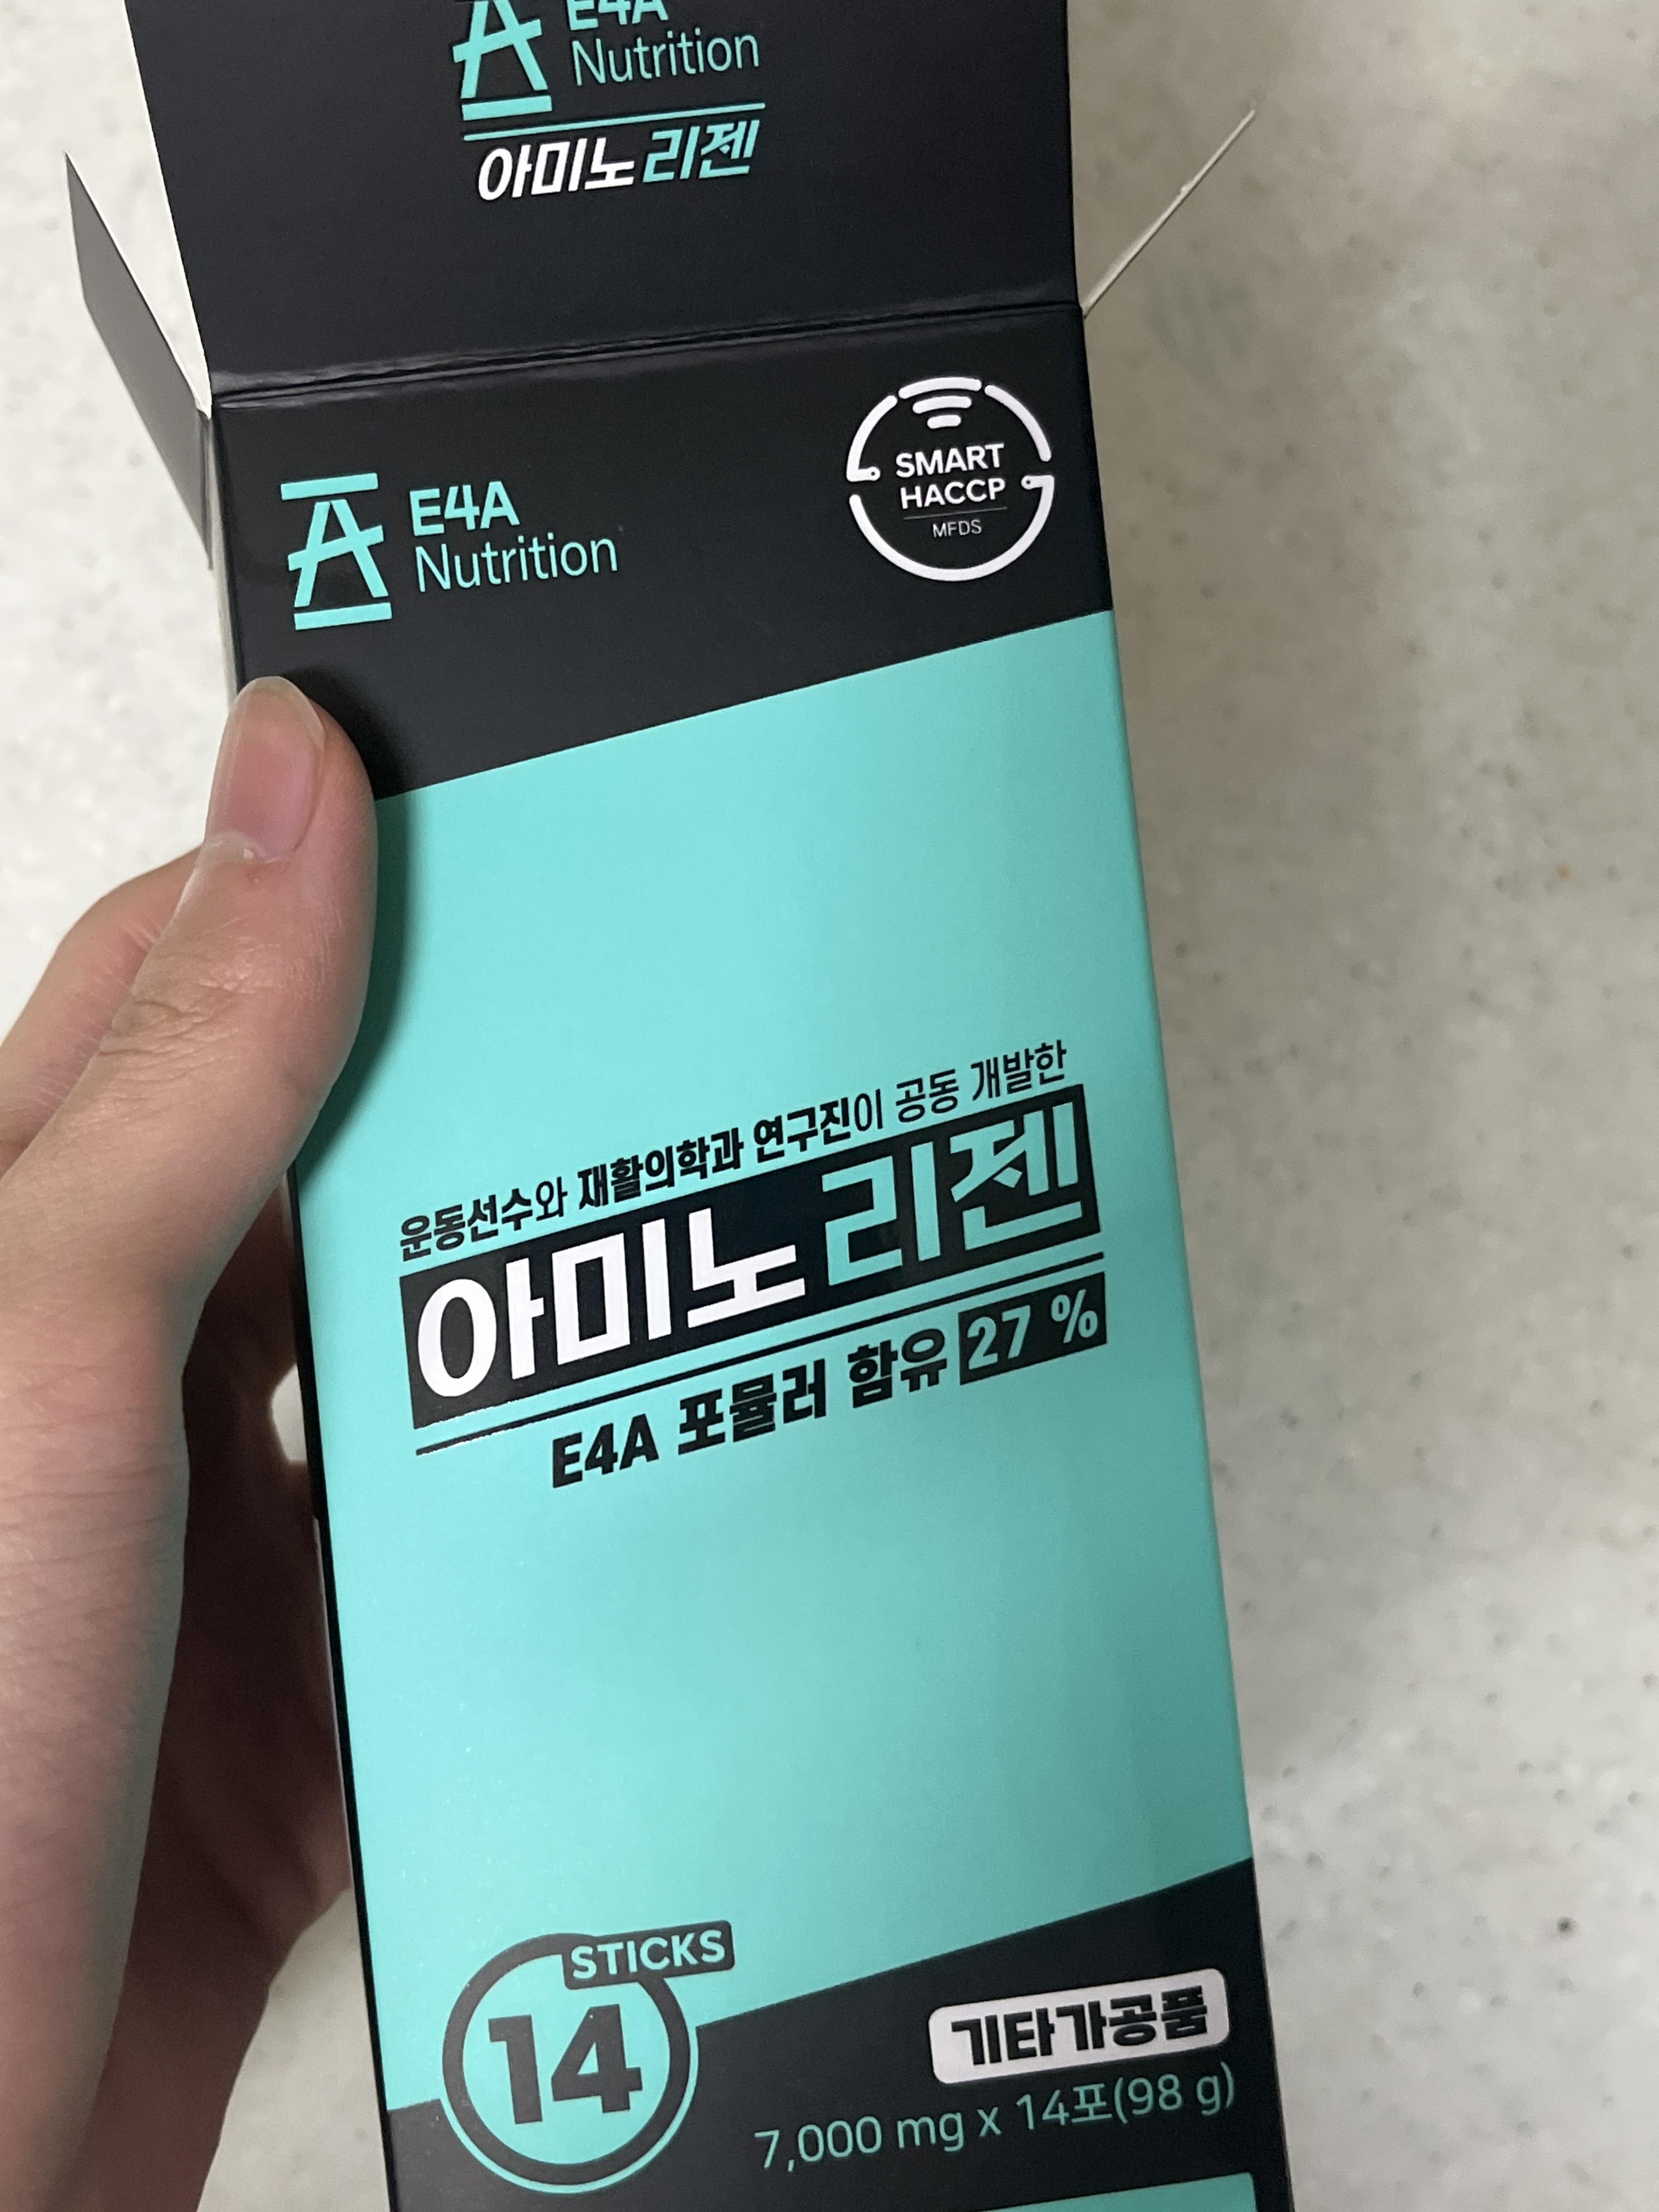 E4A
Nutrition
아미노리젠
E4A
Nutrition
SMART
HACCP
MFDS
운동선수와 재활의학과 연구진이 공동 개발한
아미노리젠
E4A 포뮬러 함유 27 %
STICKS
14
기타가공품
7,000 mg x 14포(98 g)